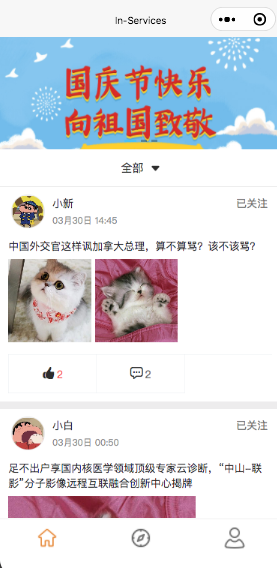 In-Services
国庆节快乐
向祖国致敬
全部
小新
已关注
03月30日 14:45
中国外交官这样讽加拿大总理，算不算骂？该不该骂？
2
2
小白
已关注
03月30日 00:50
足不出户享国内核医学领域顶级专家云诊断，“中山-联
影”分子影像远程互联融合创新中心揭牌